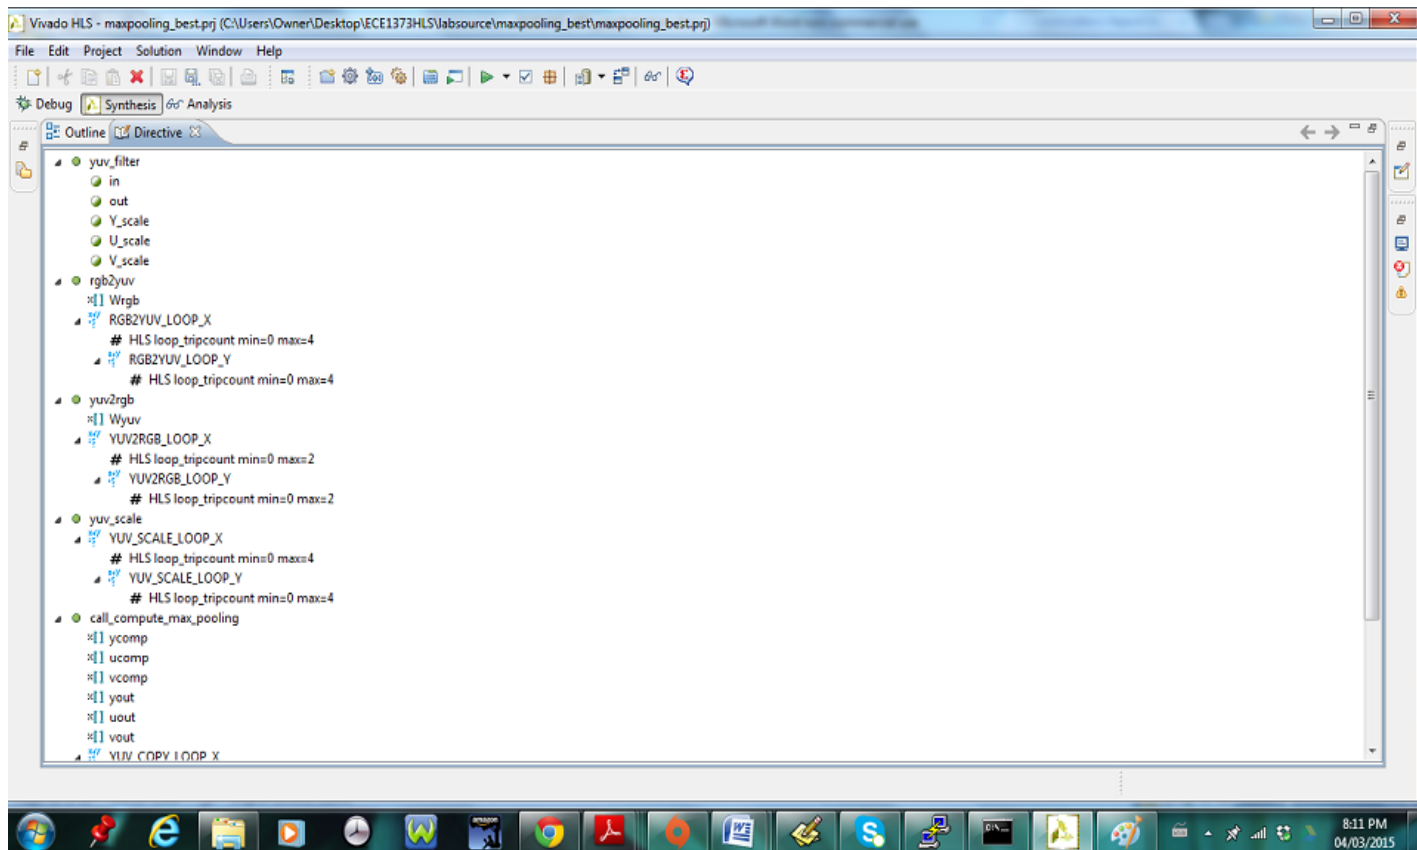 Vivado HLS - maxpooling_best.prj (C:\Users\Owner\Desktop\ECE1373HLS\labsource\maxpooling_best\maxpooling_best.prj)
File Edit Project Solution Window Help
Debug Synthesis Analysis
Outline Directive
yuv_filter
in
out
Y_scale
U_scale
V_scale
rgb2yuv
Wrgb
RGB2YUV_LOOP_X
# HLS loop_tripcount min=0 max=4
RGB2YUV_LOOP_Y
# HLS loop_tripcount min=0 max=4
yuv2rgb
Wyuv
YUV2RGB_LOOP_X
# HLS loop_tripcount min=0 max=2
YUV2RGB_LOOP_Y
# HLS loop_tripcount min=0 max=2
yuv_scale
YUV_SCALE_LOOP_X
# HLS loop_tripcount min=0 max=4
YUV_SCALE_LOOP_Y
# HLS loop_tripcount min=0 max=4
call_compute_max_pooling
ycomp
ucomp
vcomp
yout
uout
vout
YUV_COPY_LOOP_X
amazon
8:11 PM
04/03/2015